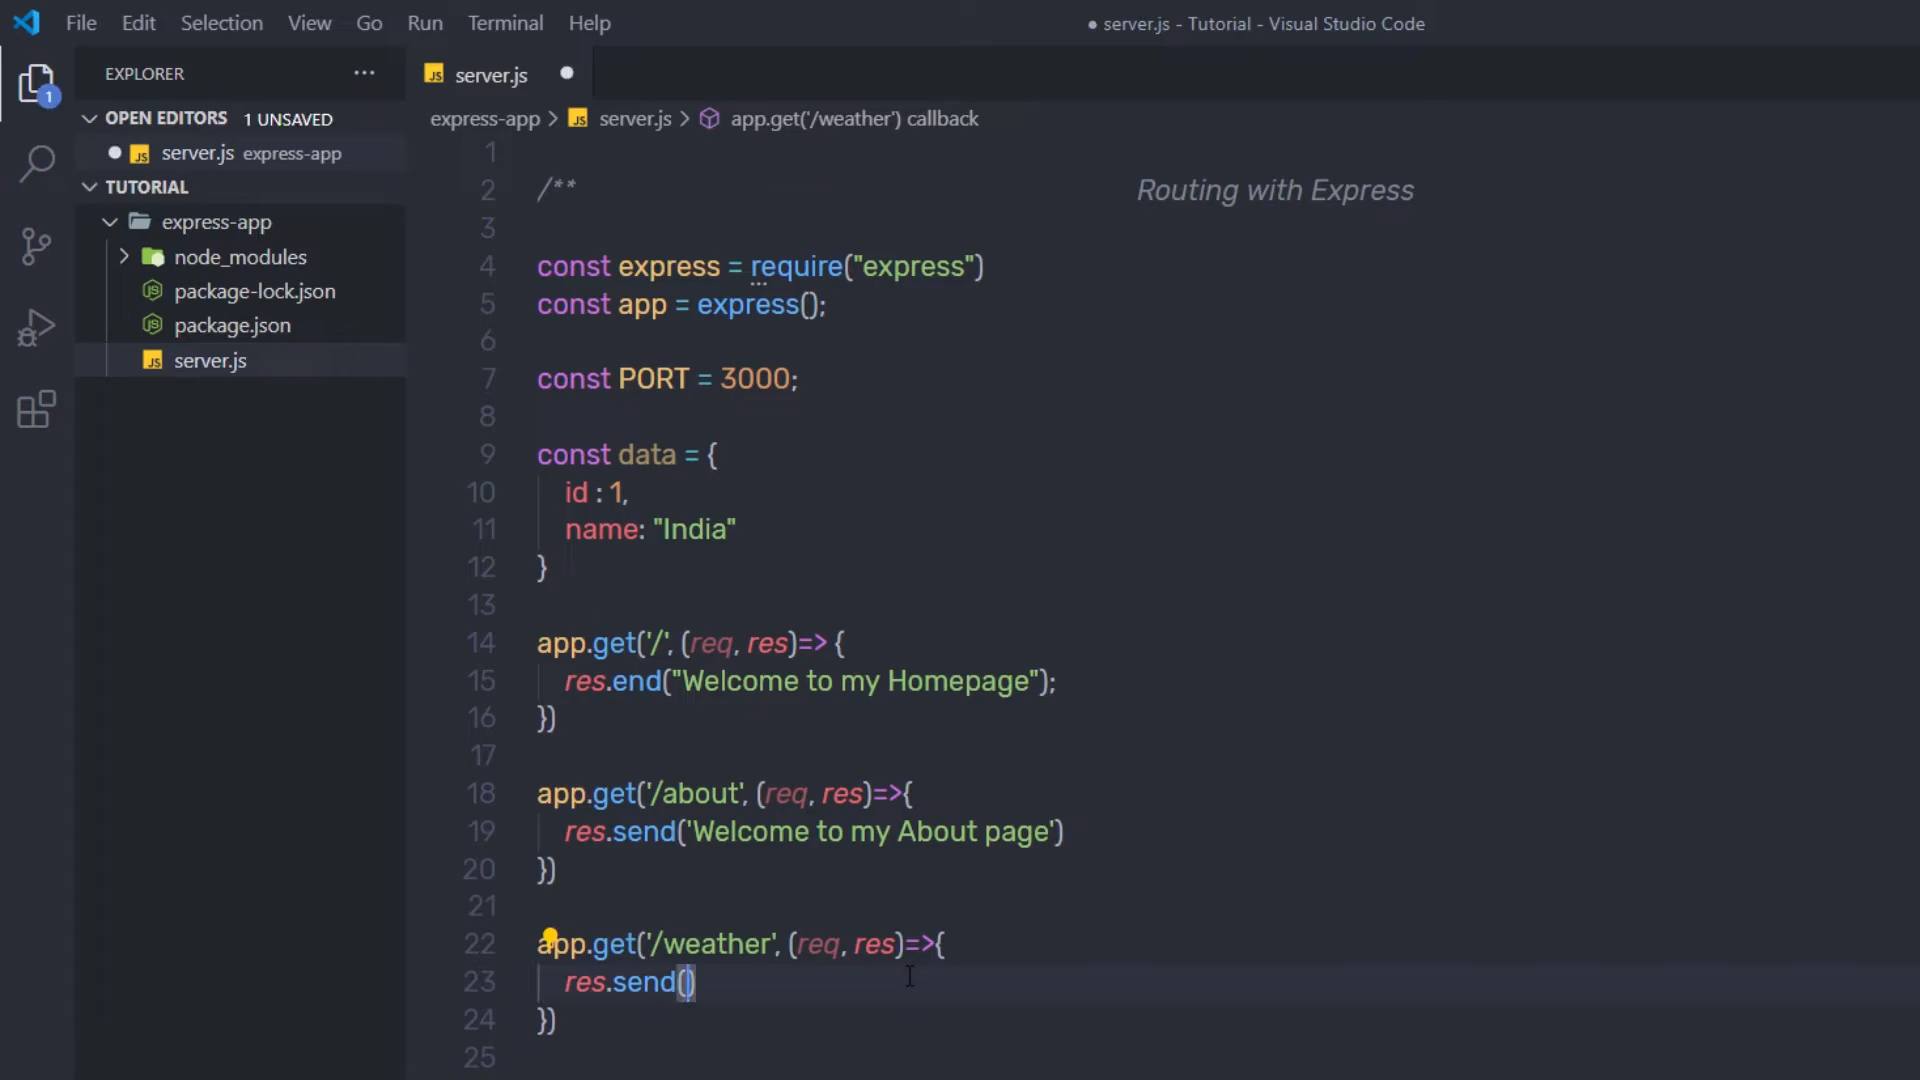 File Edit Selection View Go Run Terminal Help
● server.js - Tutorial - Visual Studio Code
EXPLORER ···
OPEN EDITORS 1 UNSAVED
server.js express-app
TUTORIAL
express-app
node_modules
package-lock.json
package.json
server.js
1
server.js
express-app > JS server.js > app.get('/weather') callback
1
2 /** Routing with Express
3
4 const express = require("express")
5 const app = express();
6
7 const PORT = 3000;
8
9 const data = {
10 id : 1,
11 name: "India"
12 }
13
14 app.get('/', (req, res)=> {
15 res.end("Welcome to my Homepage");
16 })
17
18 app.get('/about', (req, res)=>{
19 res.send('Welcome to my About page')
20 })
21
22 app.get('/weather', (req, res)=>{
23 res.send()
24 })
25